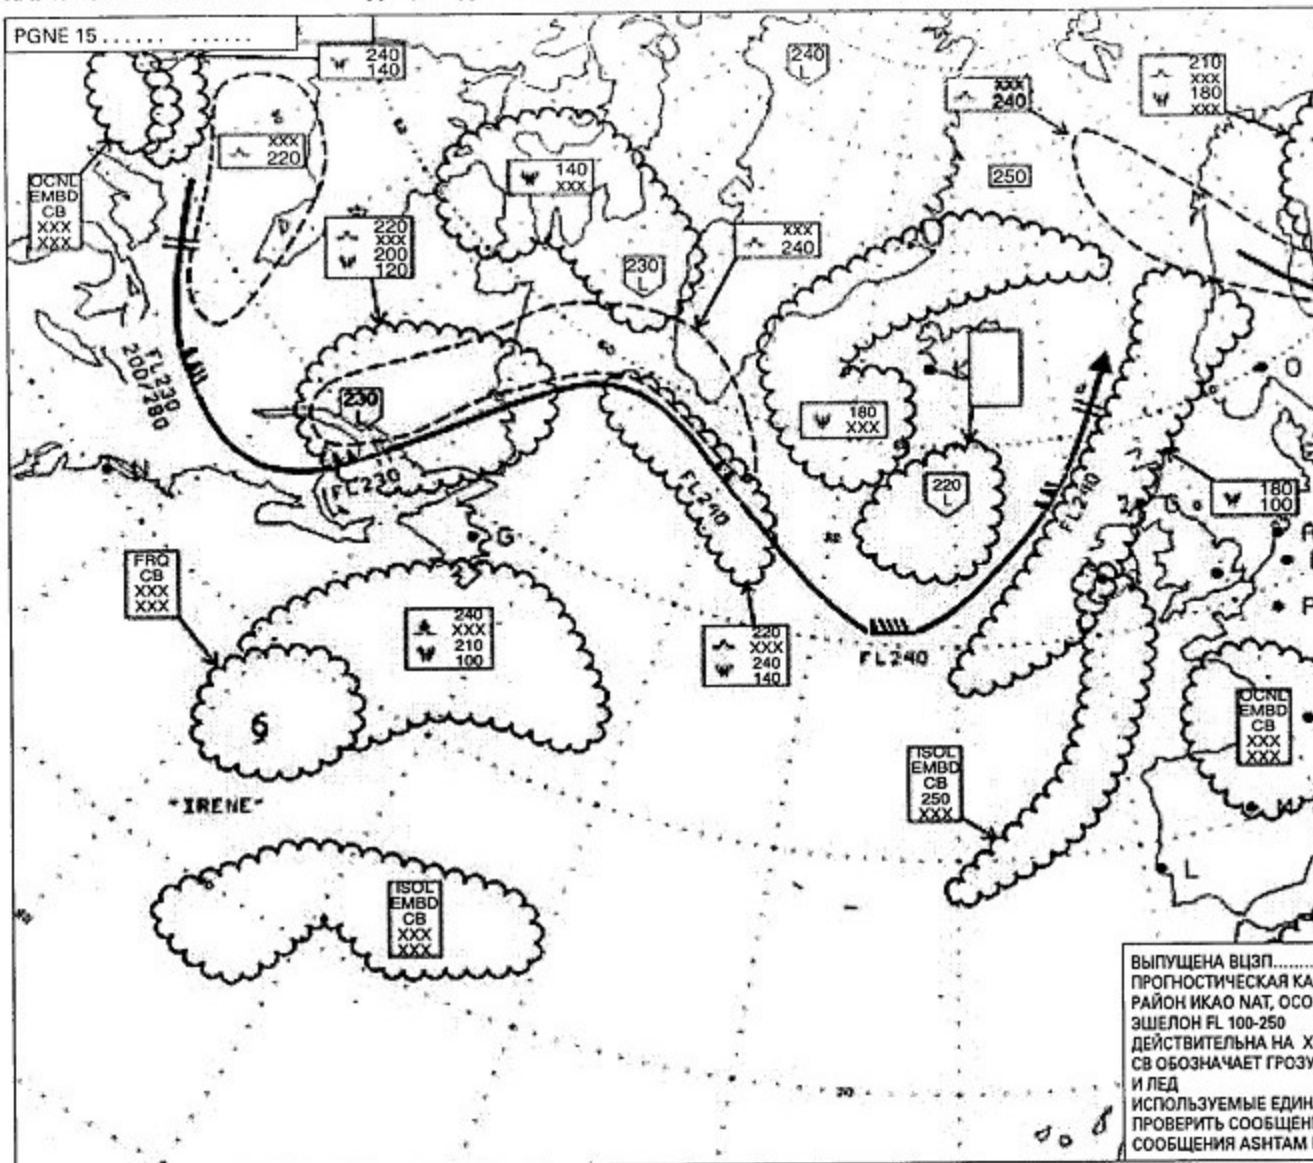 PGNE 15 . . . . . .     . . . . . .
240
140
240
L
XXX
240
210
XXX
180
XXX
XXX
220
OCNL
EMBD
CB
XXX
XXX
140
XXX
250
220
XXX
200
120
XXX
240
230
L
FL230
200/280
60
230
L
O
180
XXX
FL230
FL240
220
L
FL240
180
100
N
G
FRQ
CB
XXX
XXX
240
XXX
210
100
220
XXX
240
140
FL240
OCNL
EMBD
CB
XXX
XXX
ISOL
EMBD
CB
250
XXX
"IRENE"
ISOL
EMBD
CB
XXX
XXX
L
ВЫПУЩЕНА ВЦЗП.........
ПРОГНОСТИЧЕСКАЯ КА
РАЙОН ИКАО NAT, ОСО
ЭШЕЛОН FL 100-250
ДЕЙСТВИТЕЛЬНА НА X
CB ОБОЗНАЧАЕТ ГРОЗУ
И ЛЕД
ИСПОЛЬЗУЕМЫЕ ЕДИН
ПРОВЕРИТЬ СООБЩЕН
СООБЩЕНИЯ ASHTAM